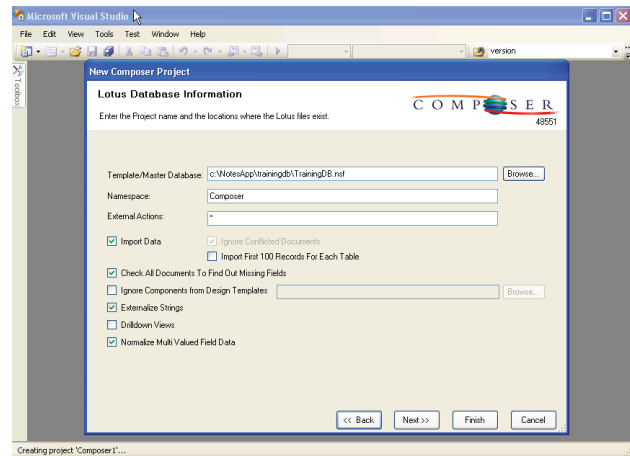 Microsoft Visual Studio
File Edit View Tools Test Window Help
version
Toolbox
New Composer Project
Lotus Database Information
Enter the Project name and the locations where the Lotus files exist.
COMPOSER
48551
Template/Master Database: c:\NotesApp\trainingdb\TrainingDB.nsf Browse...
Namespace: Composer
External Actions: *
Import Data Ignore Conflicted Documents
Import First 100 Records For Each Table
Check All Documents To Find Out Missing Fields
Ignore Components from Design Templates Browse...
Externalize Strings
Drilldown Views
Normalize Multi Valued Field Data
<< Back Next >> Finish Cancel
Creating project 'Composer1'...